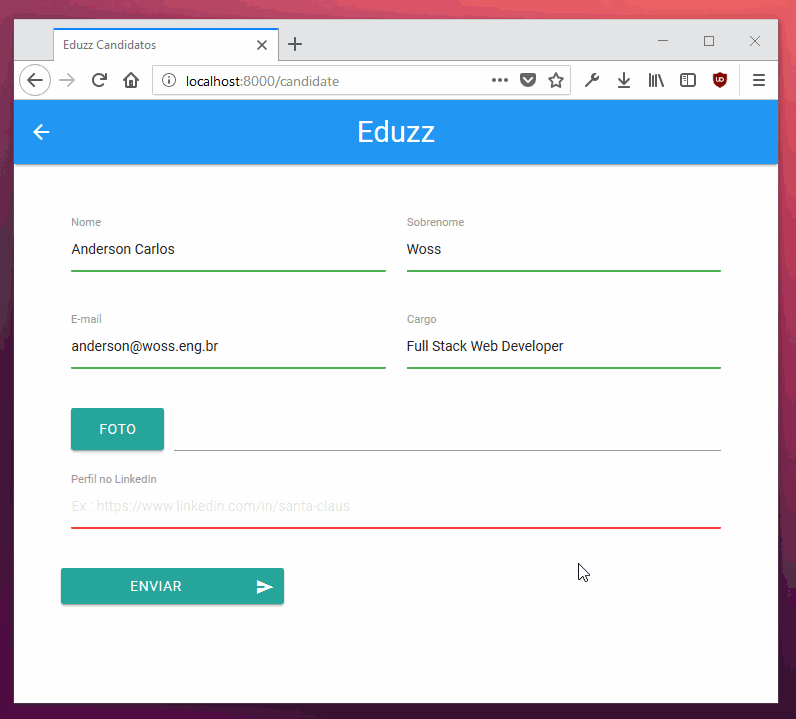 Eduzz Candidatos
localhost:8000/candidate
Eduzz
Nome
Sobrenome
Anderson Carlos
Woss
E-mail
Cargo
anderson@woss.eng.br
Full Stack Web Developer
FOTO
Perfil no LinkedIn
Ex.: https://www.linkedin.com/in/santa-claus
ENVIAR